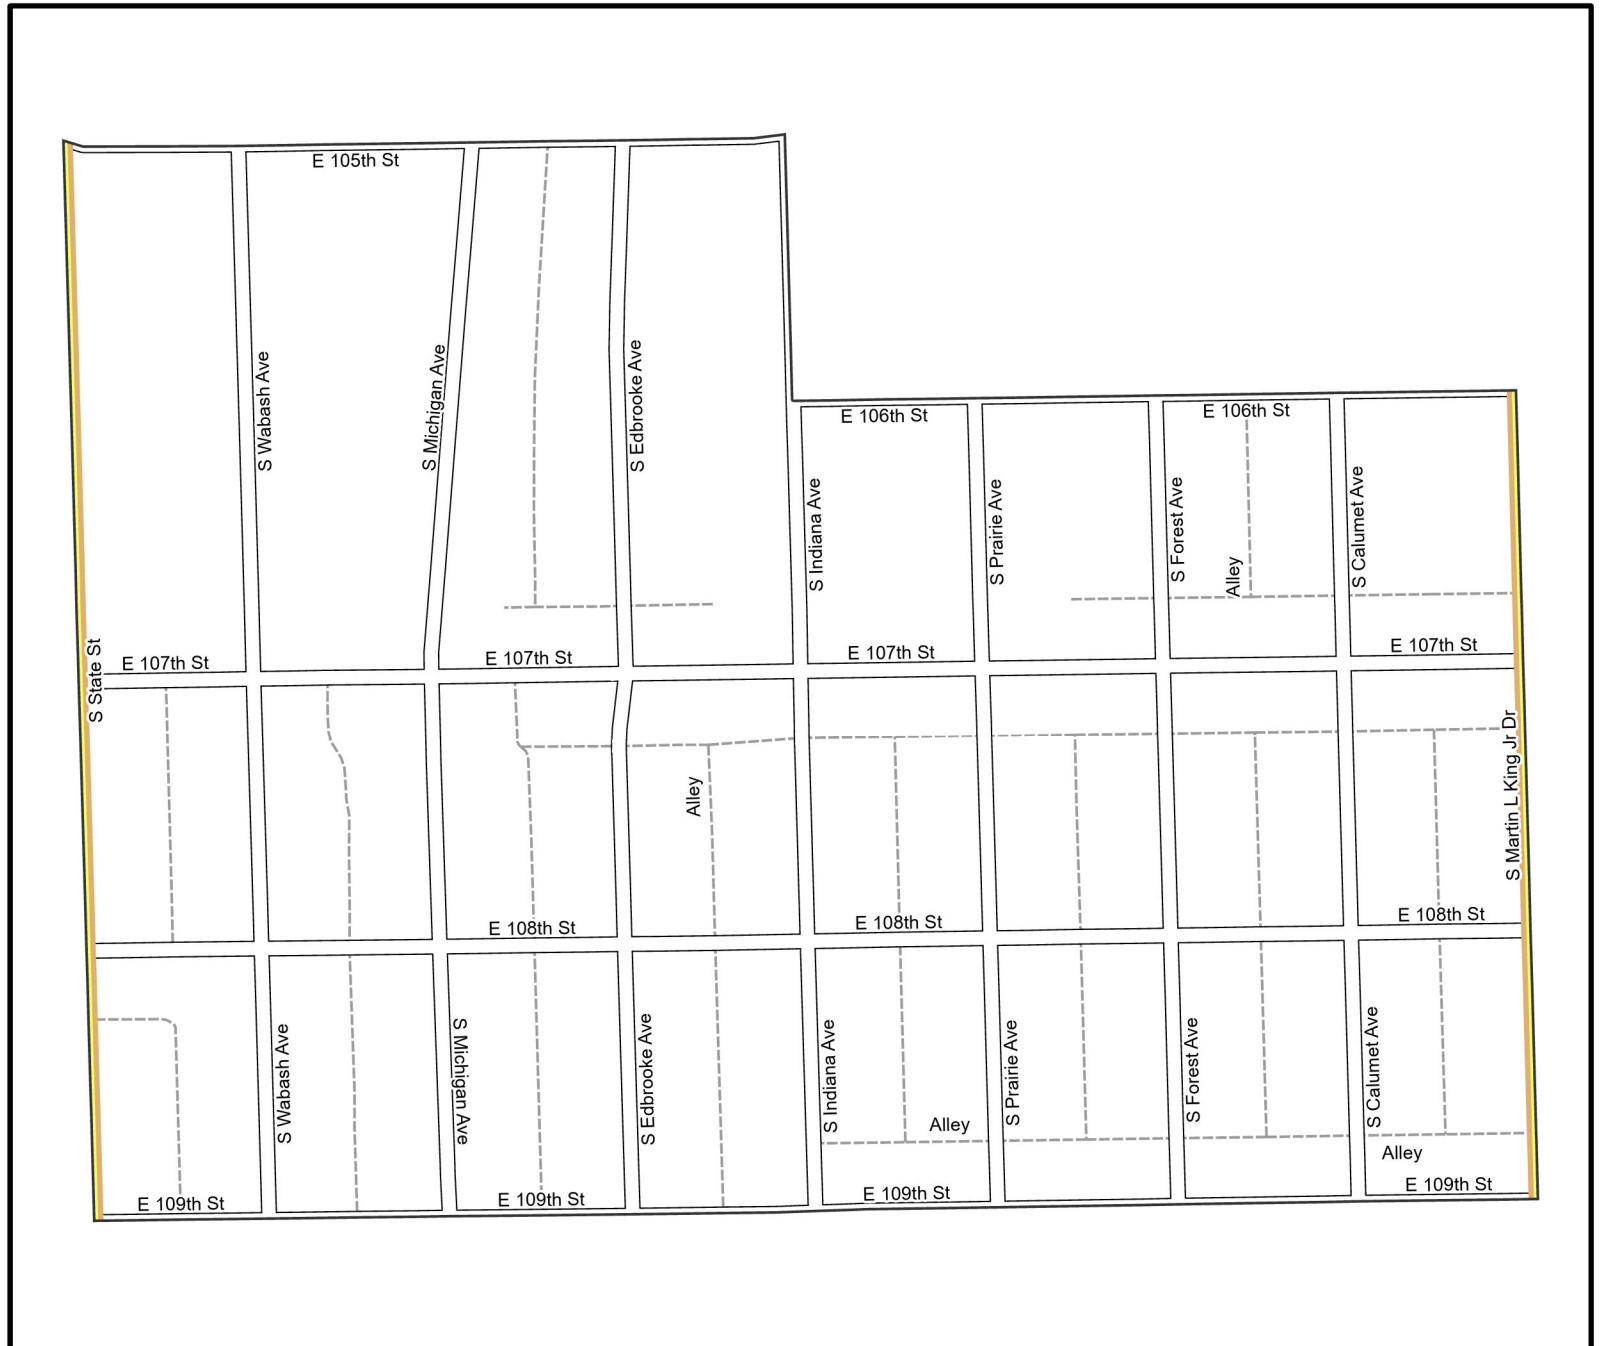 E 105th St
S Wabash Ave
S Michigan Ave
S Edbrooke Ave
E 106th St
E 106th St
S Indiana Ave
S Prairie Ave
S Forest Ave
Alley
S Calumet Ave
S State St
E 107th St
E 107th St
E 107th St
E 107th St
Alley
S Martin L King Jr Dr
E 108th St
E 108th St
E 108th St
S Wabash Ave
S Michigan Ave
S Edbrooke Ave
S Indiana Ave
S Prairie Ave
S Forest Ave
S Calumet Ave
Alley
Alley
E 109th St
E 109th St
E 109th St
E 109th St